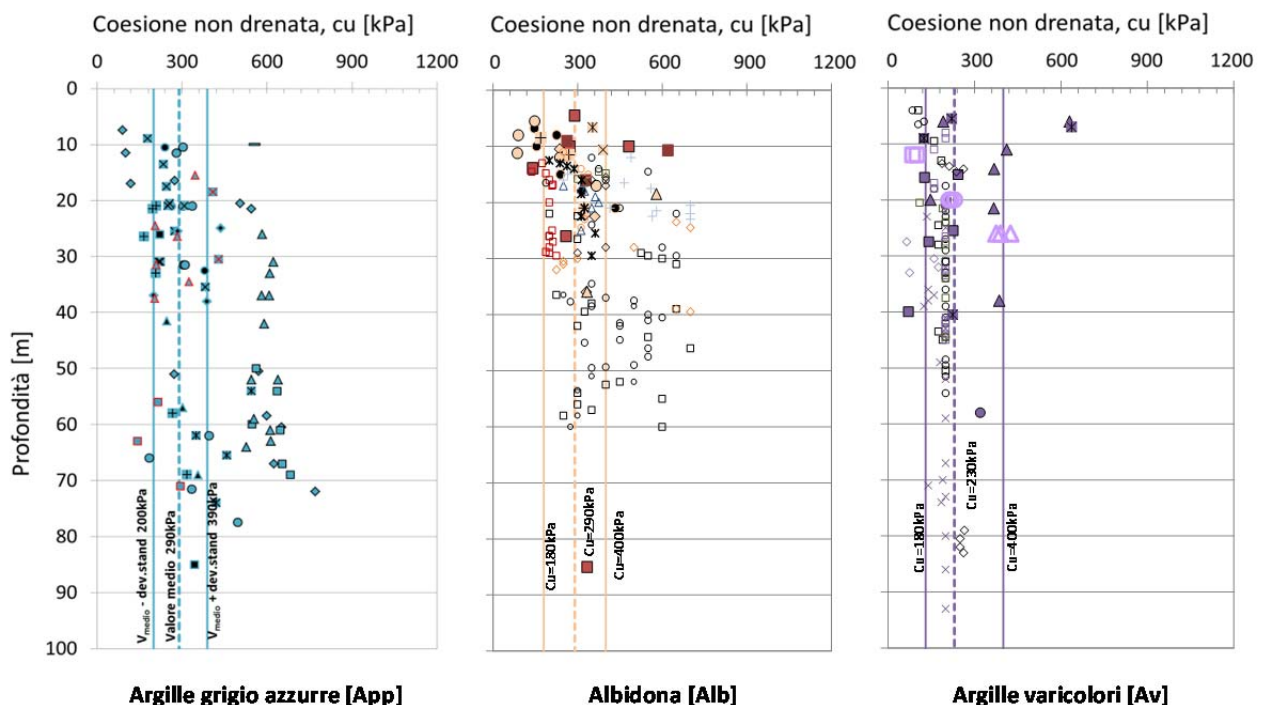 Coesione non drenata, cu [kPa]
0 300 600 900 1200
Profondità [m]
0
10
20
30
40
50
60
70
80
90
100
Vmedio - dev.stand 200kPa
Valore medio 290kPa
Vmedio + dev.stand 390kPa
Argille grigio azzurre [App]
Coesione non drenata, cu [kPa]
0 300 600 900 1200
Cu=180kPa
Cu=290kPa
Cu=400kPa
Albidona [Alb]
Coesione non drenata, cu [kPa]
0 300 600 900 1200
Cu=180kPa
Cu=230kPa
Cu=400kPa
Argille varicolori [Av]